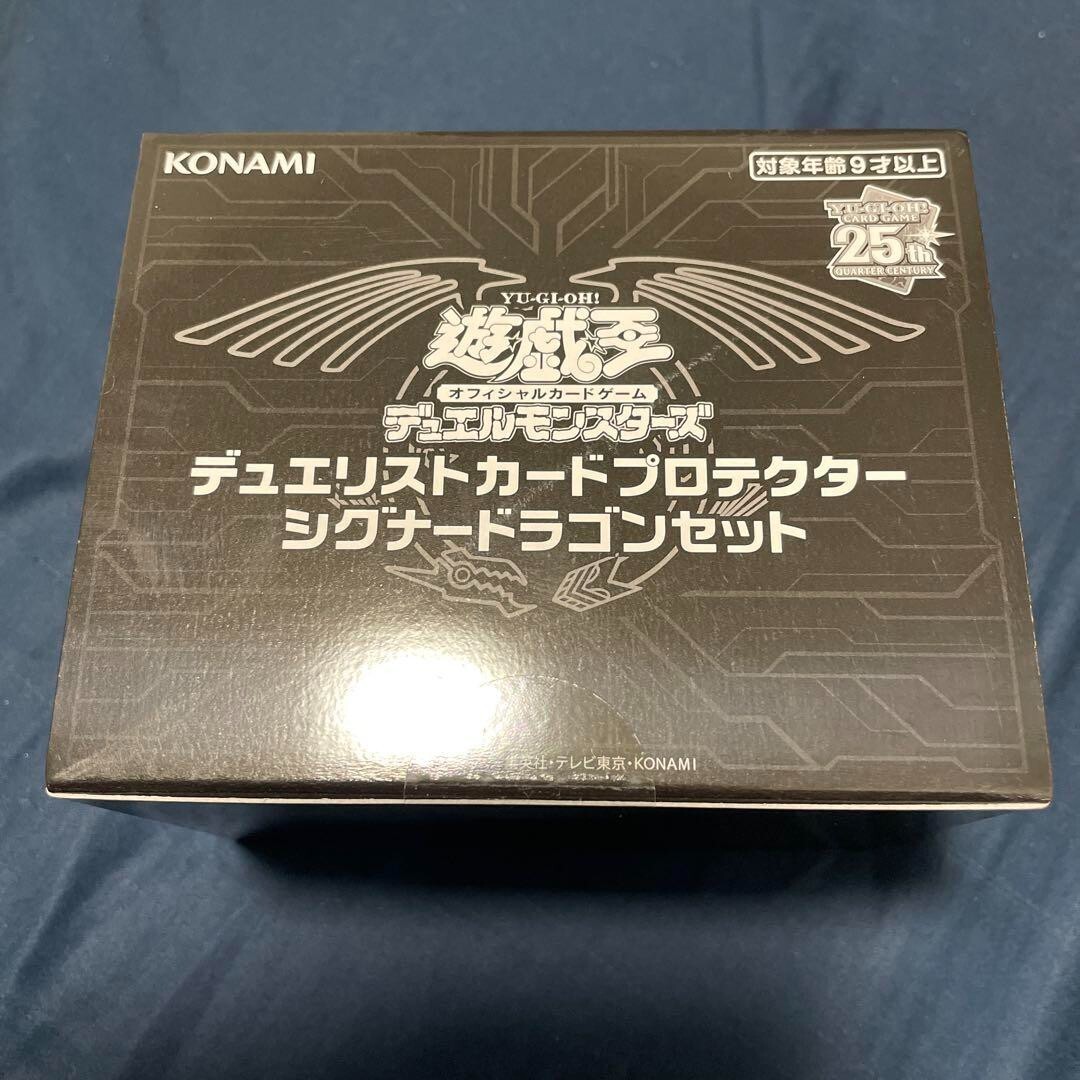 KONAMI
対象年齢9才以上
YU-GI-OH!
CARD GAME
25th
QUARTER CENTURY
YU-GI-OH!
遊☆戯☆王
オフィシャルカードゲーム
デュエルモンスターズ
デュエリストカードプロテクター
シグナードラゴンセット
英社・テレビ東京・KONAMI